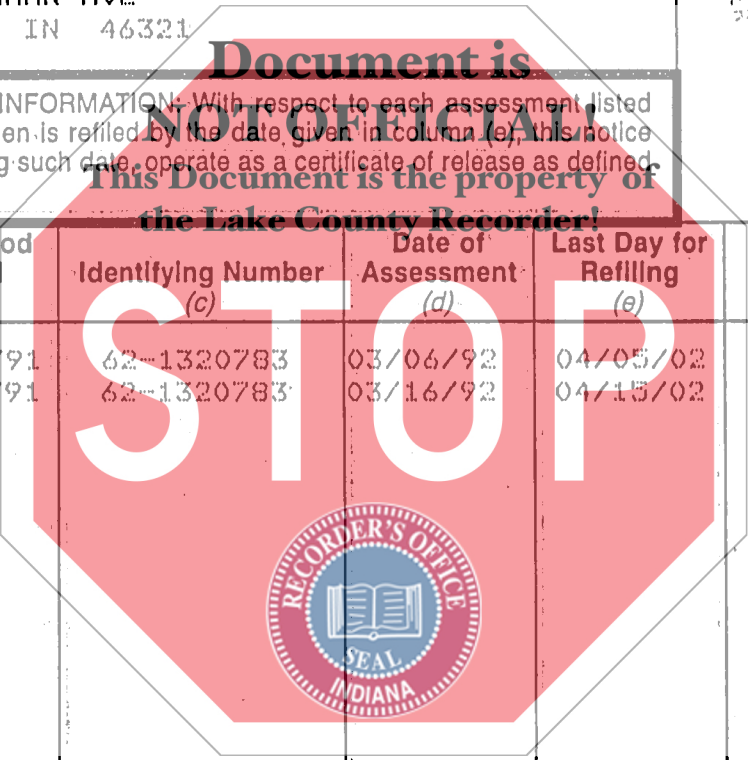 IN 46321
Document is
INFORMATION: With respect to each assessment listed
NOT OFFICIAL!
en is refiled by the date given in column (e), this notice
g such date, operate as a certificate of release as defined
This Document is the property of
the Lake County Recorder!
od Identifying Number (c) Date of Assessment (d) Last Day for Refiling (e)
91 62-1320783 03/06/92 04/05/02
91 62-1320783 03/16/92 04/15/02
STOP
RECORDER'S OFFICE
SEAL
INDIANA